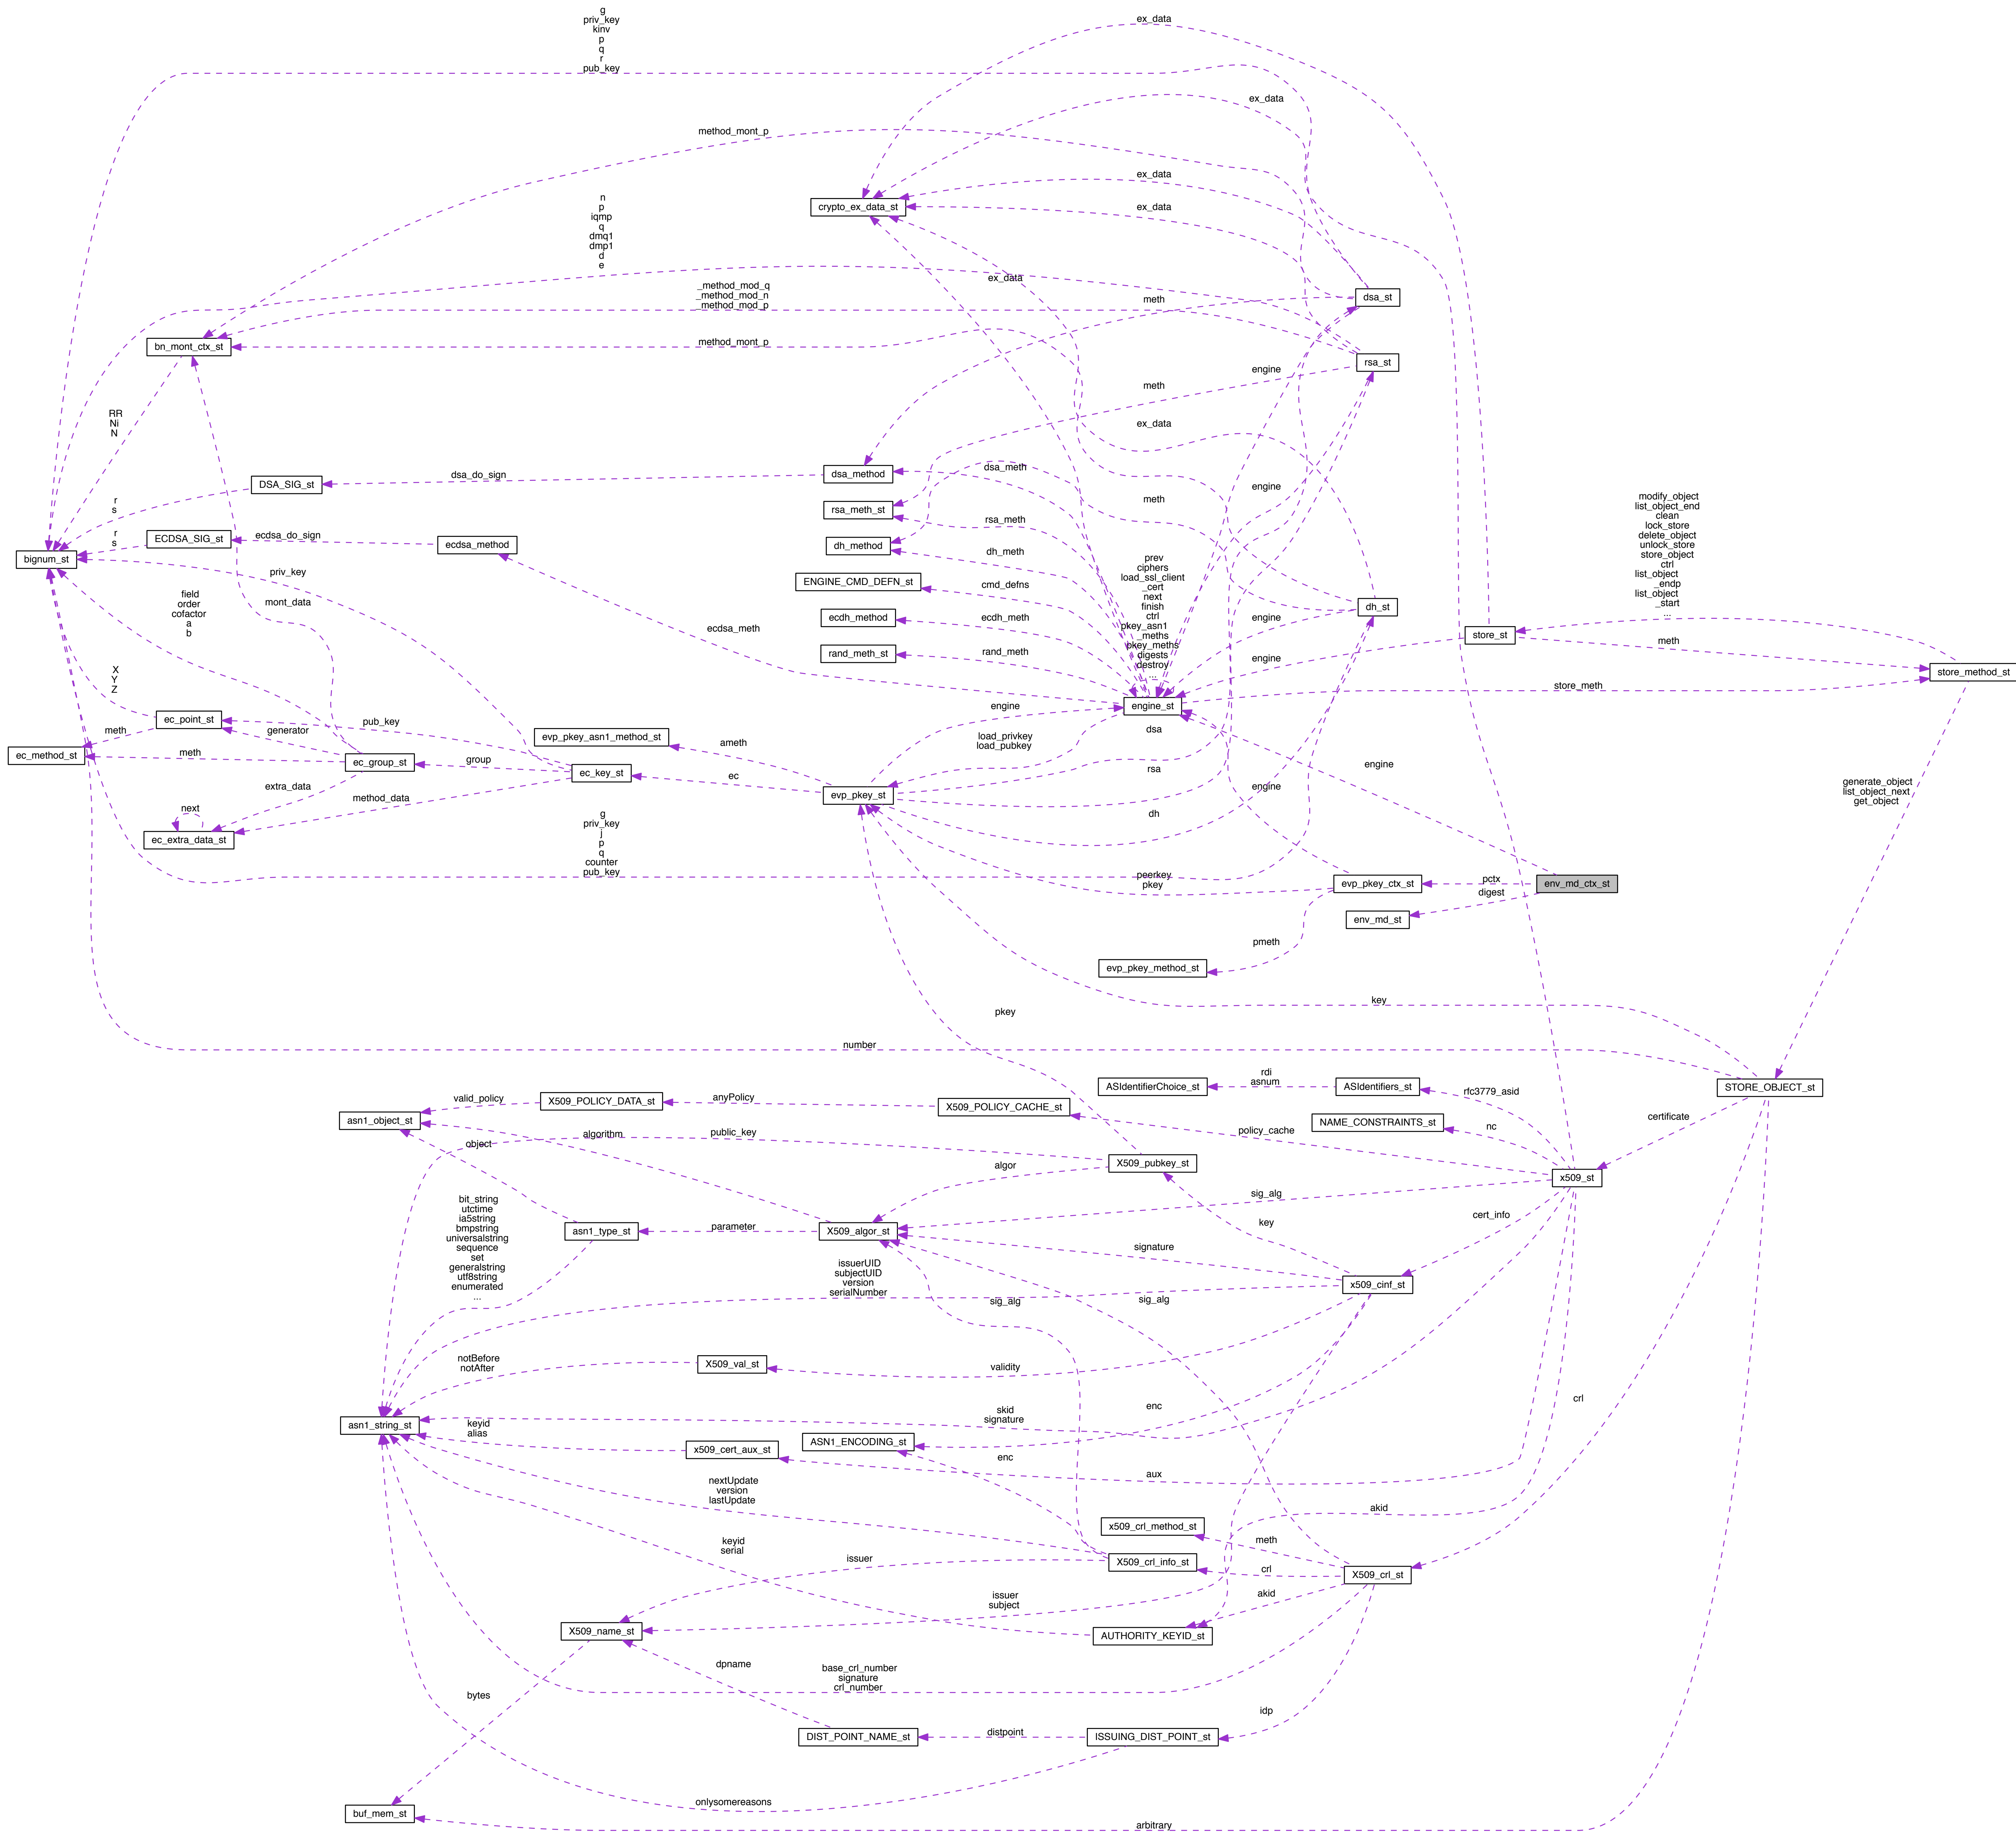 g
priv_key
kinv
p
q
r
pub_key
ex_data
ex_data
method_mont_p
ex_data
n
p
iqmp
q
dmq1
dmp1
d
e
crypto_ex_data_st
ex_data
ex_data
_method_mod_q
_method_mod_n
_method_mod_p
meth
dsa_st
bn_mont_ctx_st
method_mont_p
rsa_st
engine
meth
RR
Ni
N
ex_data
DSA_SIG_st
dsa_do_sign
dsa_method
dsa_meth
engine
r
s
rsa_meth_st
meth
rsa_meth
modify_object
list_object_end
clean
lock_store
delete_object
unlock_store
store_object
ctrl
list_object
_endp
list_object
_start
...
r
s
ECDSA_SIG_st
ecdsa_do_sign
ecdsa_method
dh_method
dh_meth
bignum_st
priv_key
ENGINE_CMD_DEFN_st
cmd_defns
prev
ciphers
load_ssl_client
_cert
next
finish
ctrl
pkey_asn1
_meths
pkey_meths
digests
destroy
...
field
order
cofactor
a
b
mont_data
ecdsa_meth
ecdh_method
ecdh_meth
engine
dh_st
store_st
rand_meth_st
rand_meth
engine
meth
store_method_st
X
Y
Z
store_meth
engine_st
ec_point_st
pub_key
engine
meth
generator
evp_pkey_asn1_method_st
ameth
load_privkey
load_pubkey
dsa
ec_method_st
meth
ec_group_st
group
ec_key_st
ec
rsa
engine
extra_data
method_data
evp_pkey_st
engine
generate_object
list_object_next
get_object
next
ec_extra_data_st
dh
g
priv_key
j
p
q
counter
pub_key
peerkey
pkey
evp_pkey_ctx_st
pctx
env_md_ctx_st
digest
env_md_st
pmeth
evp_pkey_method_st
key
pkey
number
ASIdentifierChoice_st
rdi
asnum
ASIdentifiers_st
rfc3779_asid
STORE_OBJECT_st
valid_policy
X509_POLICY_DATA_st
anyPolicy
X509_POLICY_CACHE_st
asn1_object_st
NAME_CONSTRAINTS_st
nc
certificate
object
algorithm
public_key
policy_cache
X509_pubkey_st
algor
x509_st
sig_alg
bit_string
utctime
ia5string
bmpstring
universalstring
sequence
set
generalstring
utf8string
enumerated
...
asn1_type_st
parameter
X509_algor_st
key
cert_info
signature
issuerUID
subjectUID
version
serialNumber
x509_cinf_st
sig_alg
sig_alg
notBefore
notAfter
X509_val_st
validity
crl
asn1_string_st
keyid
alias
skid
signature
enc
x509_cert_aux_st
ASN1_ENCODING_st
enc
aux
nextUpdate
version
lastUpdate
akid
x509_crl_method_st
meth
keyid
serial
issuer
X509_crl_info_st
crl
X509_crl_st
issuer
subject
akid
X509_name_st
AUTHORITY_KEYID_st
dpname
base_crl_number
signature
crl_number
bytes
idp
DIST_POINT_NAME_st
distpoint
ISSUING_DIST_POINT_st
onlysomereasons
buf_mem_st
arbitrary